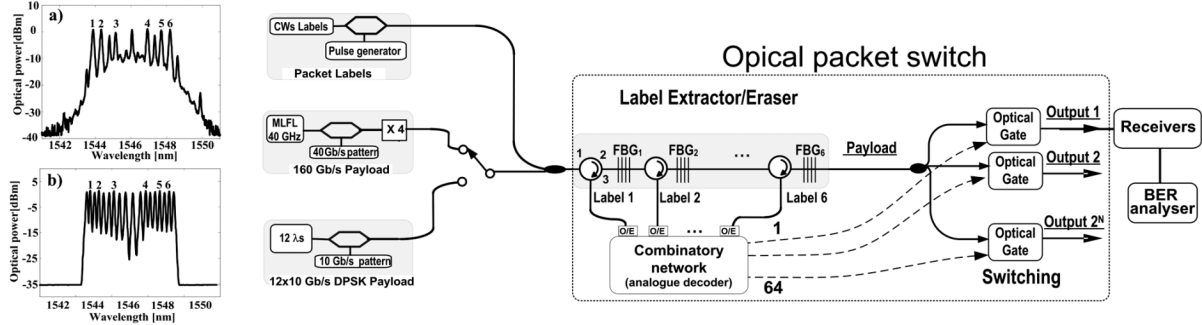 a)
1 2 3 4 5 6
Optical power[dBm]
10
0
-10
-20
-30
-40
1542 1544 1546 1548 1550
Wavelength [nm]
b)
1 2 3 4 5 6
Optical power[dBm]
5
-5
-15
-25
-35
1542 1544 1546 1548 1550
Wavelength [nm]
CWs Labels
Pulse generator
Packet Labels
MLFL
40 GHz
X 4
40Gb/s pattern
160 Gb/s Payload
12 λs
10 Gb/s pattern
12x10 Gb/s DPSK Payload
Opical packet switch
Label Extractor/Eraser
1 2 3
FBG1
FBG2
...
FBG6
Payload
Label 1
Label 2
Label 6
O/E
O/E
...
O/E
Combinatory
network
(analogue decoder)
1
64
Optical
Gate
Output 1
Optical
Gate
Output 2
Optical
Gate
Output 2N
Switching
Receivers
BER
analyser